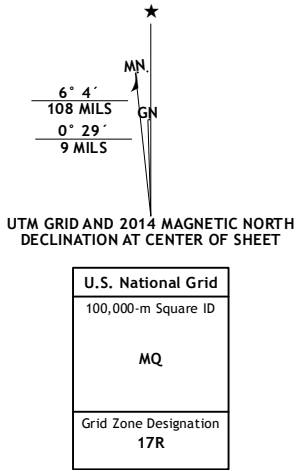 ★
MN.
6° 4´
108 MILS
GN
0° 29´
9 MILS
UTM GRID AND 2014 MAGNETIC NORTH
DECLINATION AT CENTER OF SHEET
U.S. National Grid
100,000-m Square ID
MQ
Grid Zone Designation
17R